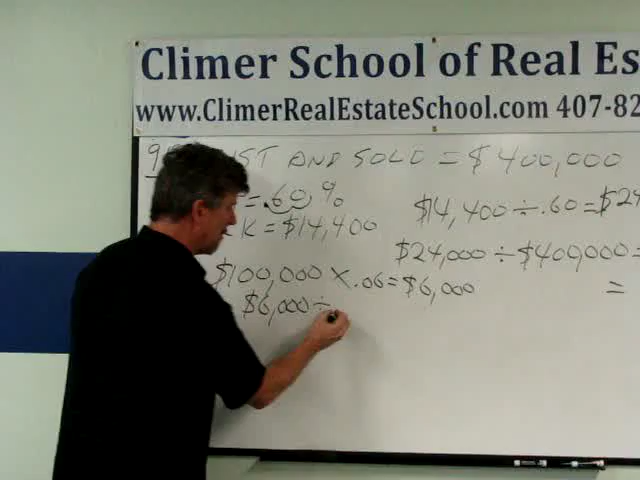 Climer School of Real Es
www.ClimerRealEstateSchool.com 407-82
AND SOLD = $400,000
= .60%
K = $14,400
$14,400 ÷ .60 = $24
$24,000 ÷ $400,000 =
$100,000 X .06 = $6,000
=
$6,000 ÷